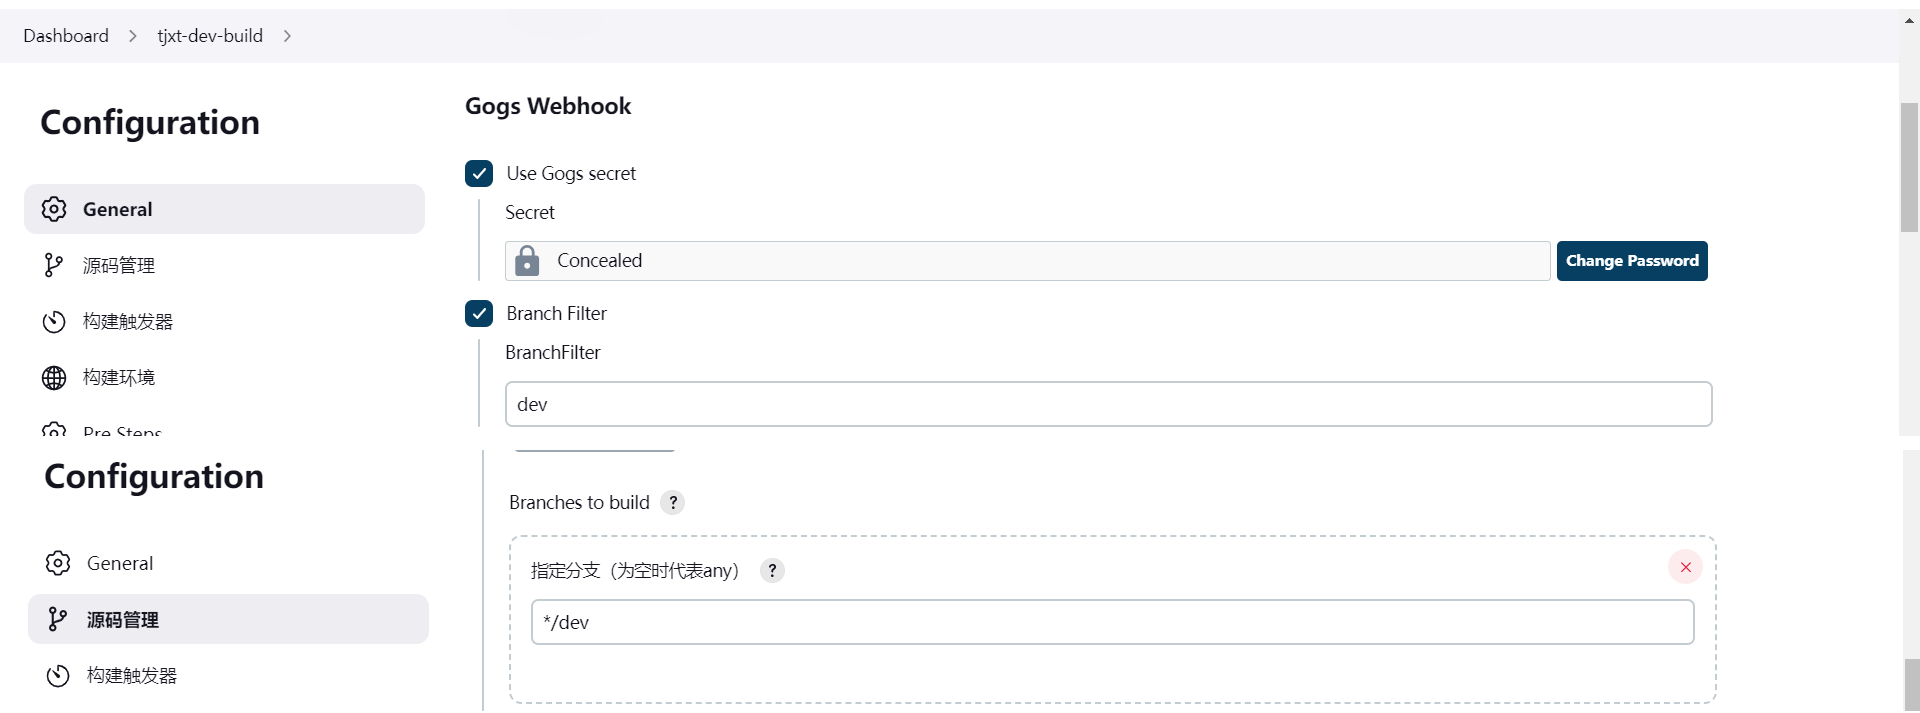 Dashboard > tjxt-dev-build >
Configuration
General
源码管理
构建触发器
构建环境
Pre Steps
Gogs Webhook
Use Gogs secret
Secret
Concealed
Change Password
Branch Filter
BranchFilter
dev
Configuration
General
源码管理
构建触发器
Branches to build ?
指定分支（为空时代表any） ?
*/dev